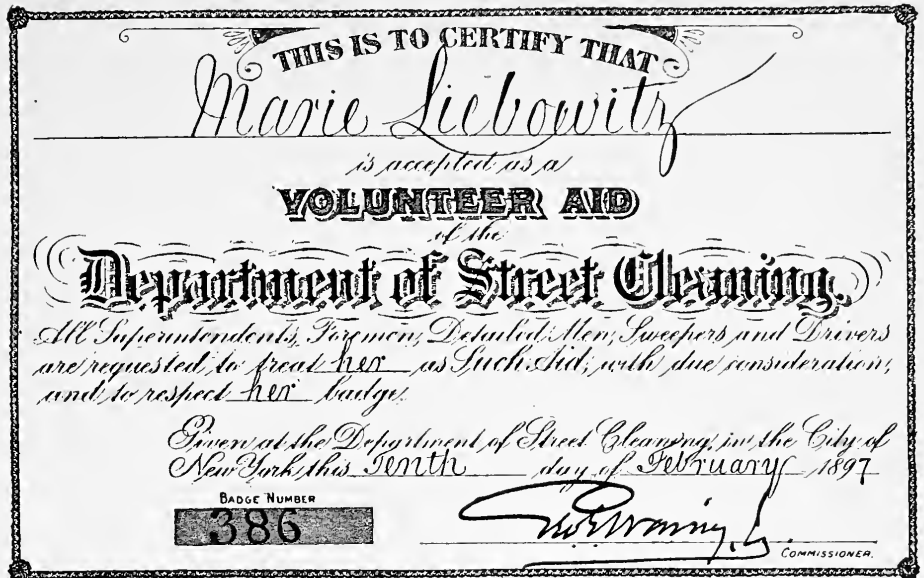 THIS IS TO CERTIFY THAT
Marie Liebowitz
is accepted as a
VOLUNTEER AID
of the
Department of Street Cleaning.
All Superintendents, Foremen, Detailed Men, Sweepers and Drivers
are requested to treat her as Such Aid, with due consideration,
and to respect her badge.
Given at the Department of Street Cleaning, in the City of
New York this Tenth day of February 1897
BADGE NUMBER
386
Geo. E. Waring, Jr.
COMMISSIONER.